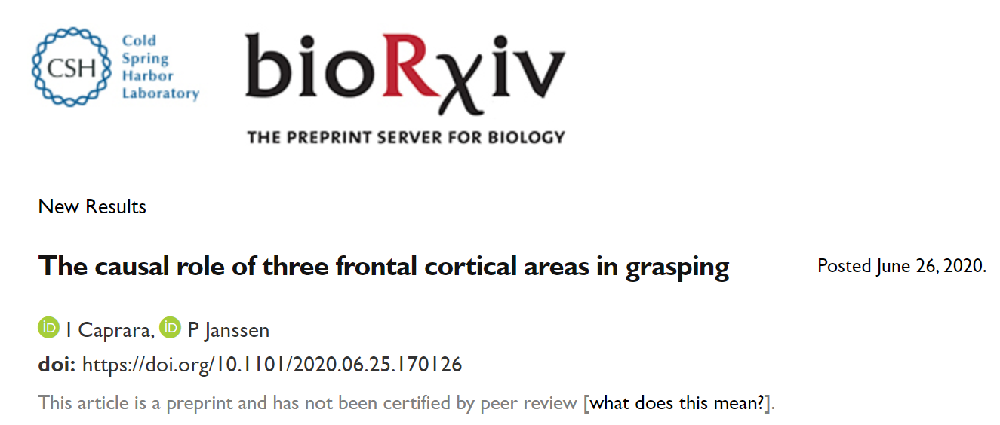 CSH
Cold
Spring
Harbor
Laboratory
bioRχiv
THE PREPRINT SERVER FOR BIOLOGY
New Results
The causal role of three frontal cortical areas in grasping
Posted June 26, 2020.
iD I Caprara, iD P Janssen
doi: https://doi.org/10.1101/2020.06.25.170126
This article is a preprint and has not been certified by peer review [what does this mean?].